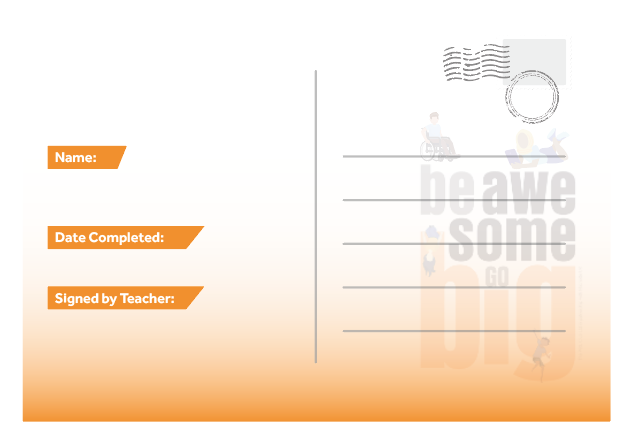 Name:
Date Completed:
Signed by Teacher:
be awe
some
GO
big